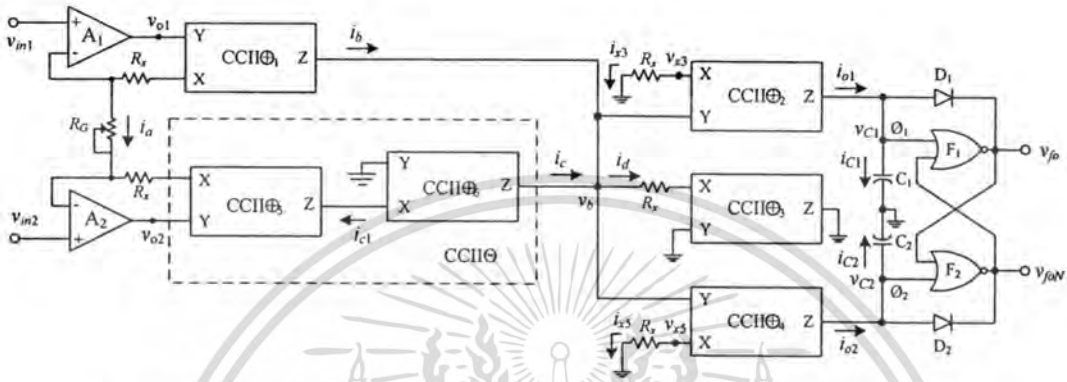 v_in1
+
-
A₁
v_o1
R_x
Y
X
CCII⊕₁
Z
i_b
R_G
i_a
v_in2
-
+
A₂
v_o2
R_x
X
Y
CCII⊕₅
i_c1
Y
X
CCII⊕₆
Z
CCII⊖
i_c
i_d
v_b
R_x
i_x3
R_x
v_x3
X
Y
CCII⊕₂
Z
i_o1
X
Y
CCII⊕₃
Z
i_x5
R_x
v_x5
Y
X
CCII⊕₄
Z
i_o2
D₁
v_C1
Ø₁
F₁
v_fo
i_C1
C₁
i_C2
C₂
v_C2
Ø₂
F₂
v_foN
D₂